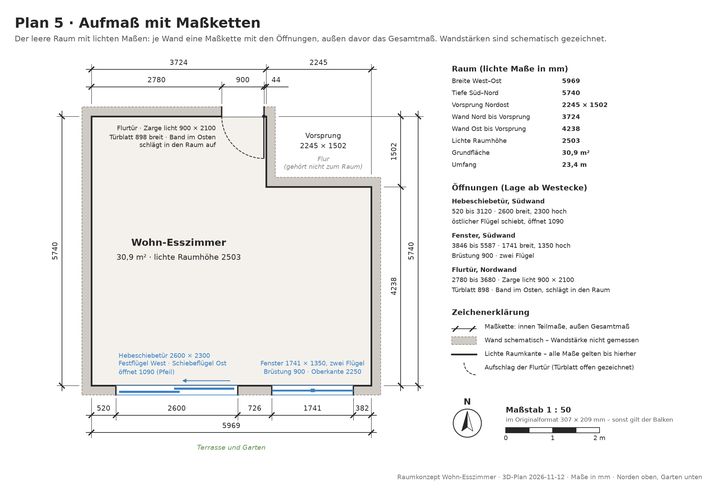 Plan 5 · Aufmaß mit Maßketten
Der leere Raum mit lichten Maßen: je Wand eine Maßkette mit den Öffnungen, außen davor das Gesamtmaß. Wandstärken sind schematisch gezeichnet.
3724
2245
2780
900
44
Flurtür · Zarge licht 900 × 2100
Türblatt 898 breit · Band im Osten
schlägt in den Raum auf
Vorsprung
2245 × 1502
Flur
(gehört nicht zum Raum)
1502
5740
5740
4238
Wohn-Esszimmer
30,9 m² · lichte Raumhöhe 2503
Hebeschiebetür 2600 × 2300
Festflügel West · Schiebeflügel Ost
öffnet 1090 (Pfeil)
Fenster 1741 × 1350, zwei Flügel
Brüstung 900 · Oberkante 2250
520
2600
726
1741
382
5969
Terrasse und Garten
Raum (lichte Maße in mm)
Breite West–Ost 5969
Tiefe Süd–Nord 5740
Vorsprung Nordost 2245 × 1502
Wand Nord bis Vorsprung 3724
Wand Ost bis Vorsprung 4238
Lichte Raumhöhe 2503
Grundfläche 30,9 m²
Umfang 23,4 m
Öffnungen (Lage ab Westecke)
Hebeschiebetür, Südwand
520 bis 3120 · 2600 breit, 2300 hoch
östlicher Flügel schiebt, öffnet 1090
Fenster, Südwand
3846 bis 5587 · 1741 breit, 1350 hoch
Brüstung 900 · zwei Flügel
Flurtür, Nordwand
2780 bis 3680 · Zarge licht 900 × 2100
Türblatt 898 · Band im Osten, schlägt in den Raum
Zeichenerklärung
Maßkette: innen Teilmaße, außen Gesamtmaß
Wand schematisch – Wandstärke nicht gemessen
Lichte Raumkante – alle Maße gelten bis hierher
Aufschlag der Flurtür (Türblatt offen gezeichnet)
N
Maßstab 1 : 50
im Originalformat 307 × 209 mm – sonst gilt der Balken
0 1 2 m
Raumkonzept Wohn-Esszimmer · 3D-Plan 2026-11-12 · Maße in mm · Norden oben, Garten unten